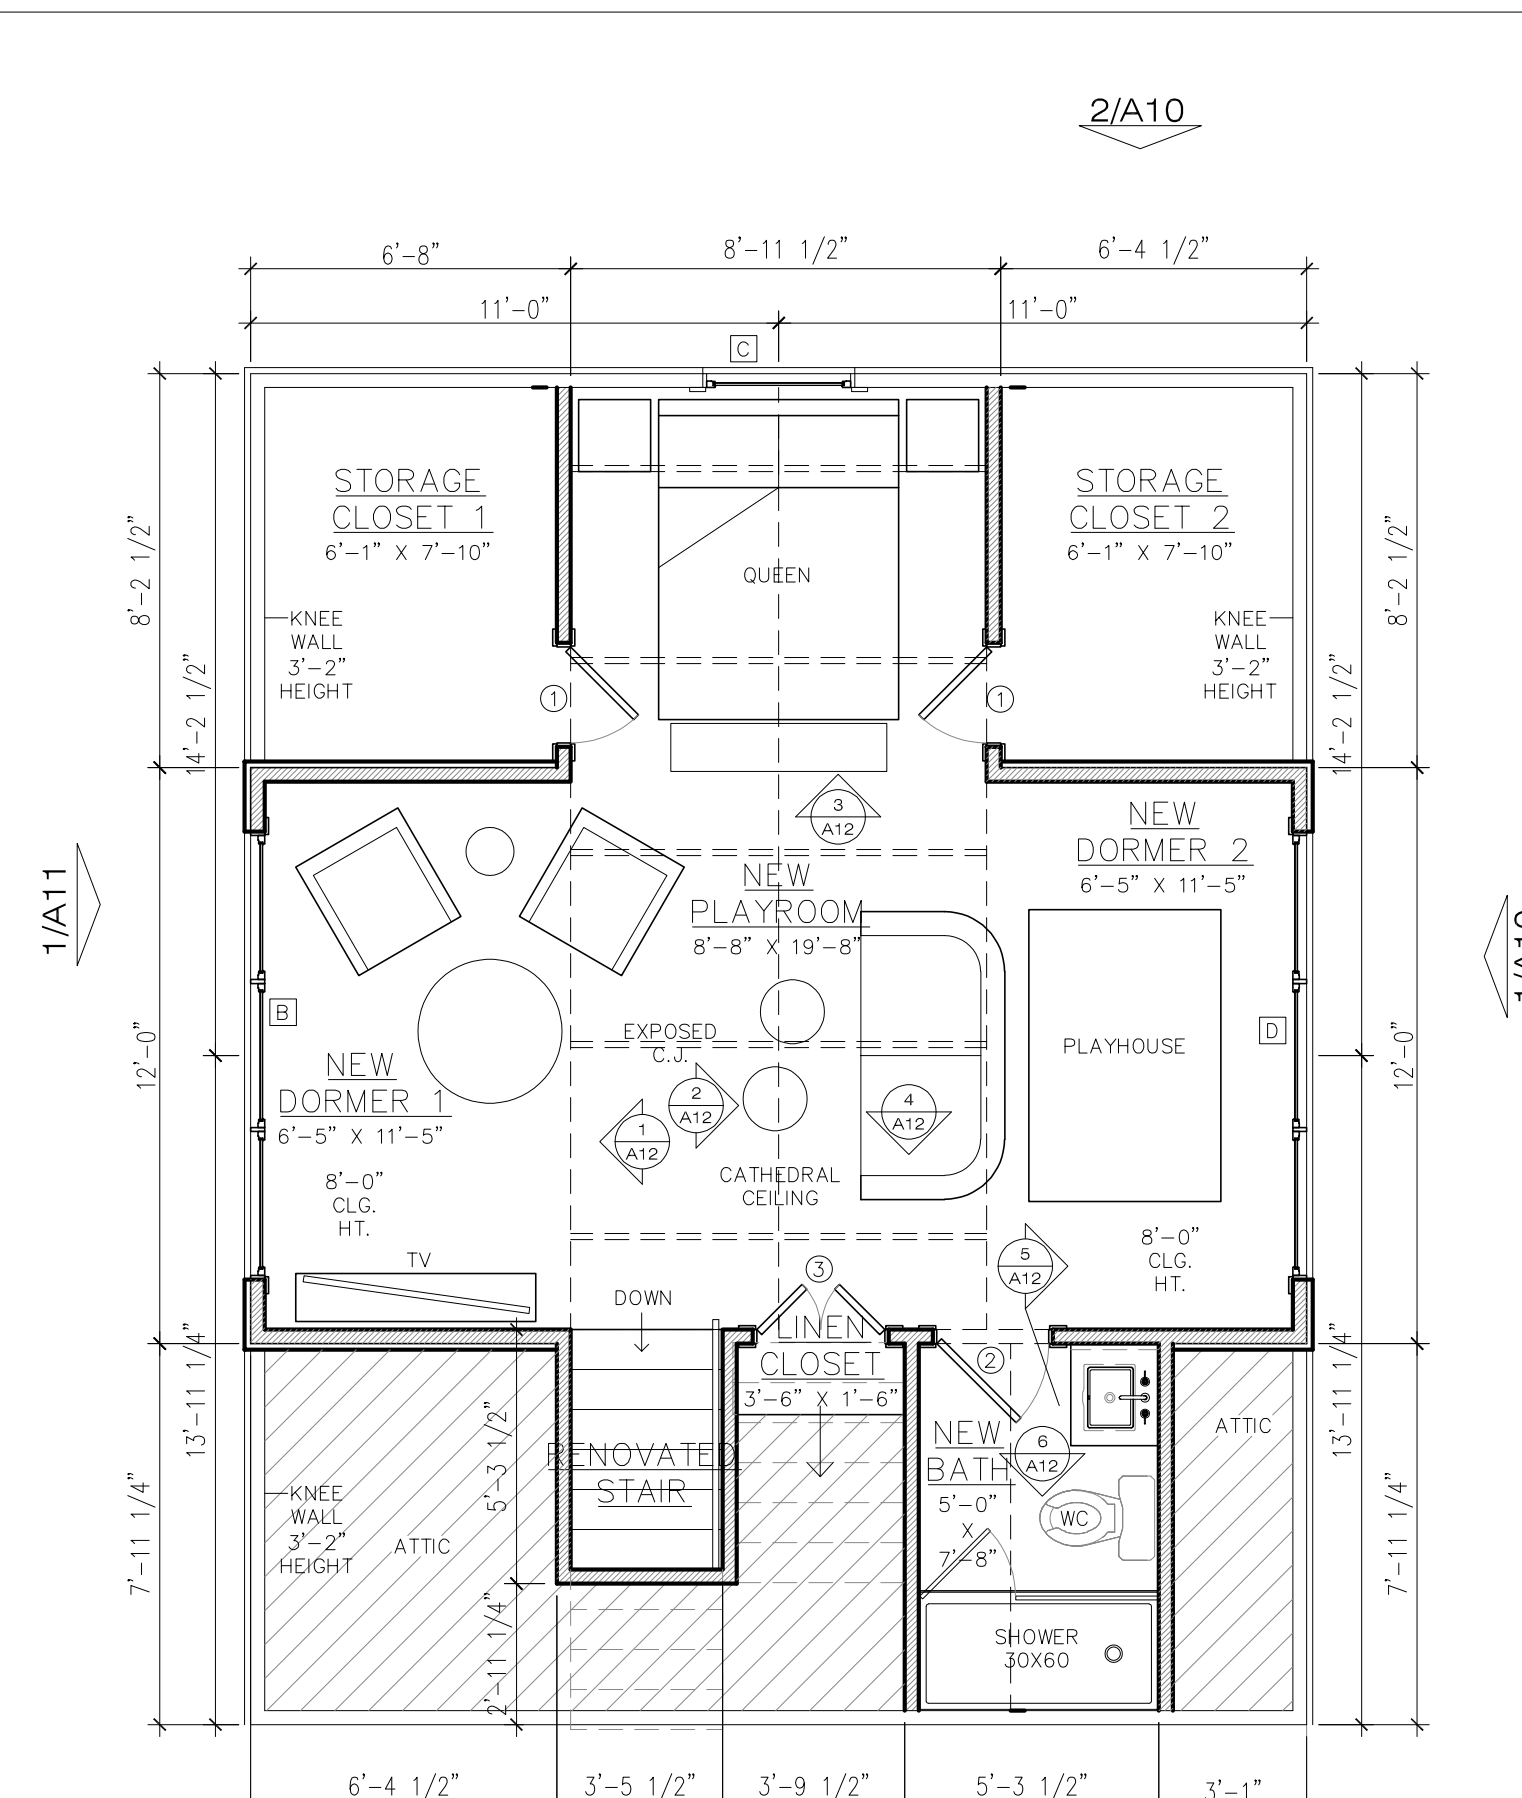 2/A10
6'-8"
8'-11 1/2"
6'-4 1/2"
11'-0"
11'-0"
C
STORAGE
CLOSET 1
6'-1" X 7'-10"
STORAGE
CLOSET 2
6'-1" X 7'-10"
QUEEN
8'-2 1/2"
8'-2 1/2"
KNEE
WALL
3'-2"
HEIGHT
KNEE
WALL
3'-2"
HEIGHT
1
1
14'-2 1/2"
14'-2 1/2"
3
A12
NEW
DORMER 2
6'-5" X 11'-5"
NEW
PLAYROOM
8'-8" X 19'-8"
1/A11
B
D
EXPOSED
C.J.
PLAYHOUSE
12'-0"
12'-0"
NEW
DORMER 1
6'-5" X 11'-5"
2
A12
4
A12
1
A12
CATHEDRAL
CEILING
8'-0"
CLG.
HT.
8'-0"
CLG.
HT.
TV
3
5
A12
DOWN
LINEN
CLOSET
3'-6" X 1'-6"
2
13'-11 1/4"
13'-11 1/4"
5'-3 1/2"
RENOVATED
STAIR
NEW
BATH
5'-0"
X
7'-8"
6
A12
ATTIC
WC
KNEE
WALL
3'-2"
HEIGHT
ATTIC
7'-11 1/4"
7'-11 1/4"
2'-11 1/4"
SHOWER
30X60
6'-4 1/2"
3'-5 1/2"
3'-9 1/2"
5'-3 1/2"
3'-1"